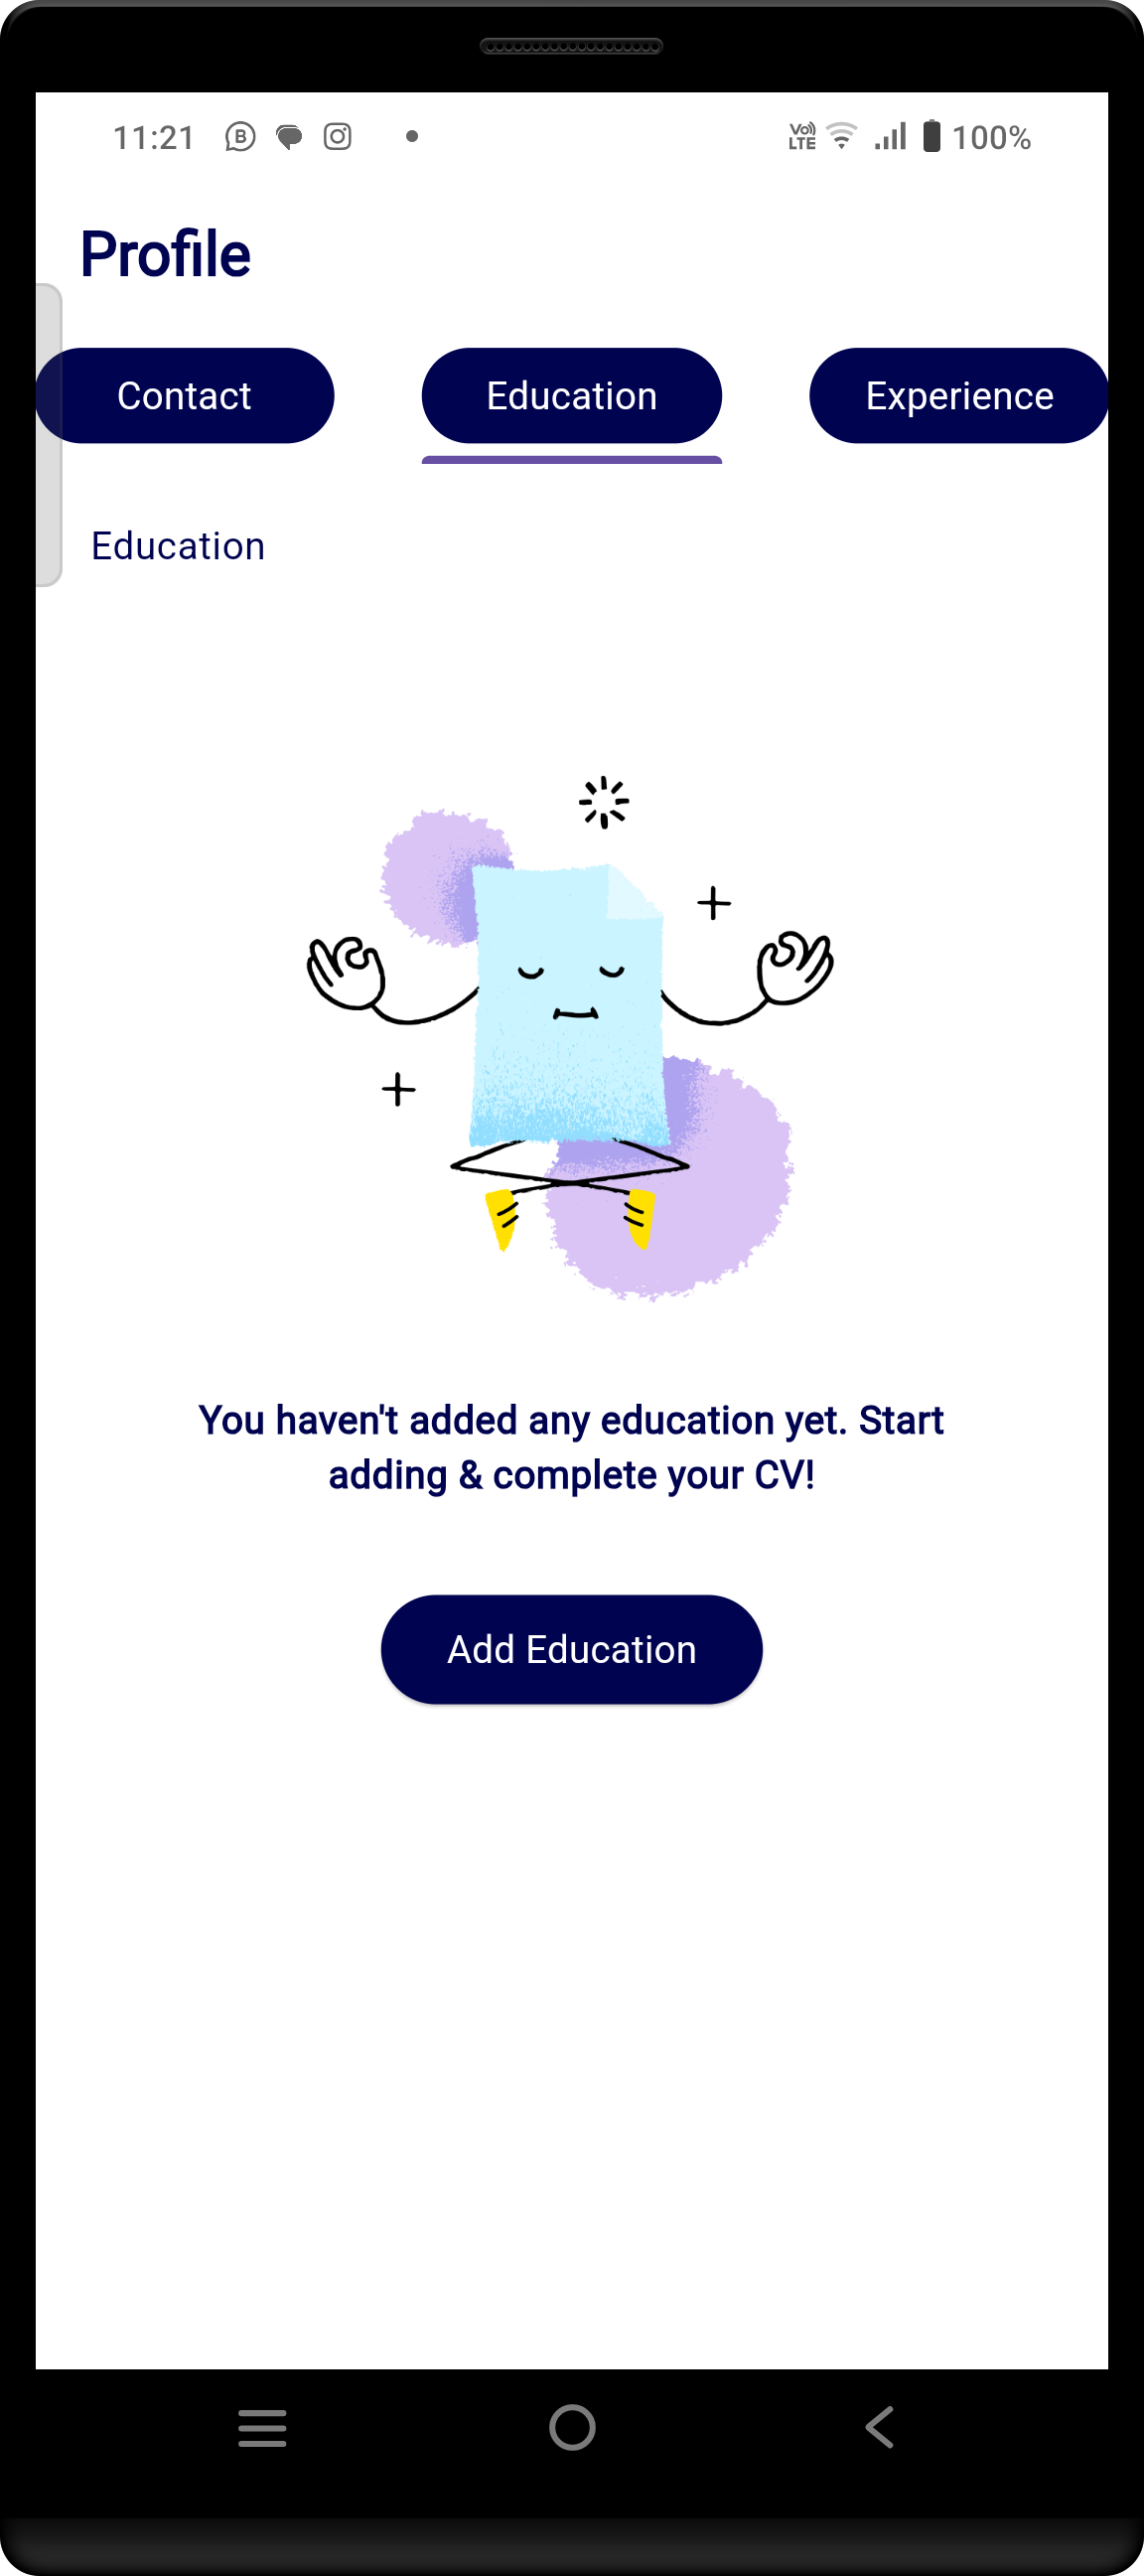 11:21
Vo)) LTE 100%
Profile
Contact Education Experience
Education
You haven't added any education yet. Start
adding & complete your CV!
Add Education